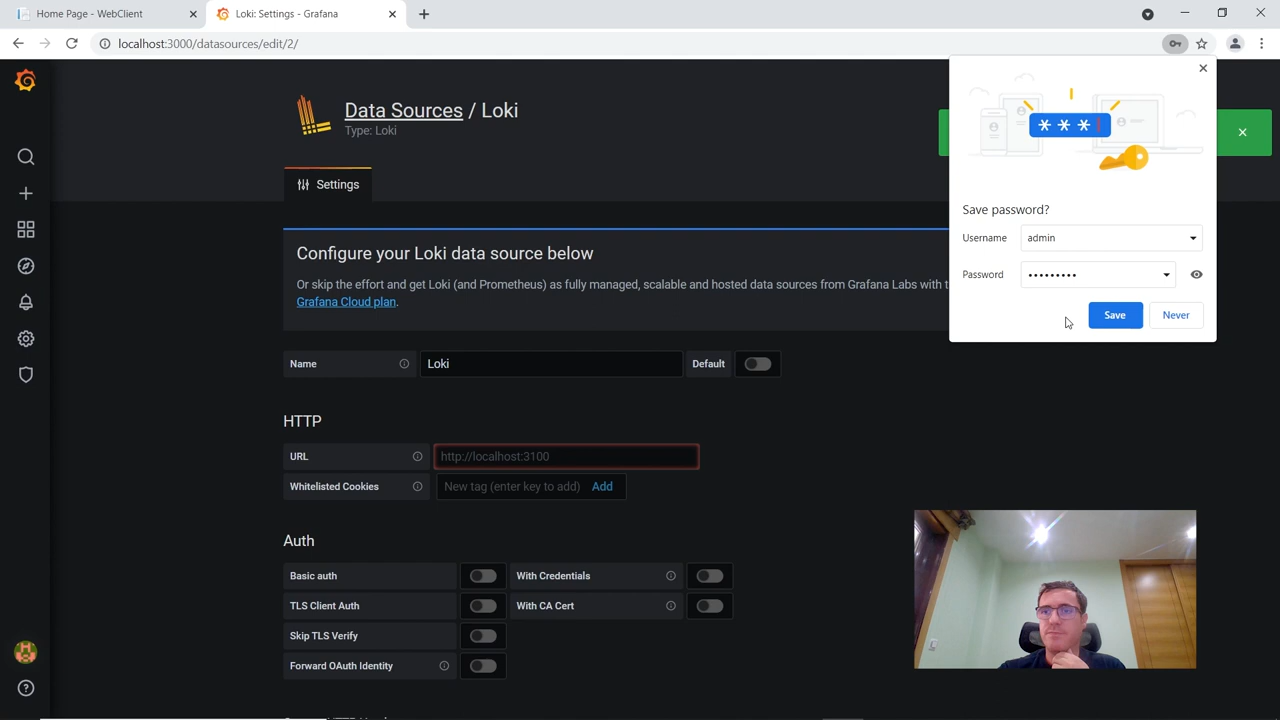 Home Page - WebClient
Loki: Settings - Grafana
localhost:3000/datasources/edit/2/
Data Sources / Loki
Type: Loki
Settings
Configure your Loki data source below
Or skip the effort and get Loki (and Prometheus) as fully managed, scalable and hosted data sources from Grafana Labs with t
Grafana Cloud plan.
Name
Loki
Default
HTTP
URL
http://localhost:3100
Whitelisted Cookies
New tag (enter key to add)
Add
Auth
Basic auth
With Credentials
TLS Client Auth
With CA Cert
Skip TLS Verify
Forward OAuth Identity
Save password?
Username
admin
Password
•••••••••
Save
Never